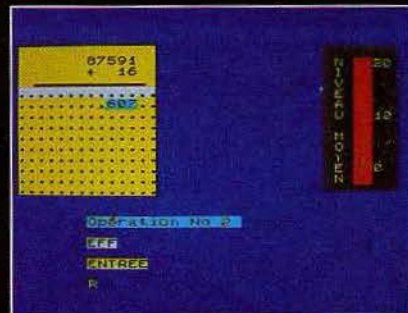 87591
+ 16
607
NIVEAU MOYEN
20
10
0
Opération No 2
EFF
ENTREE
R